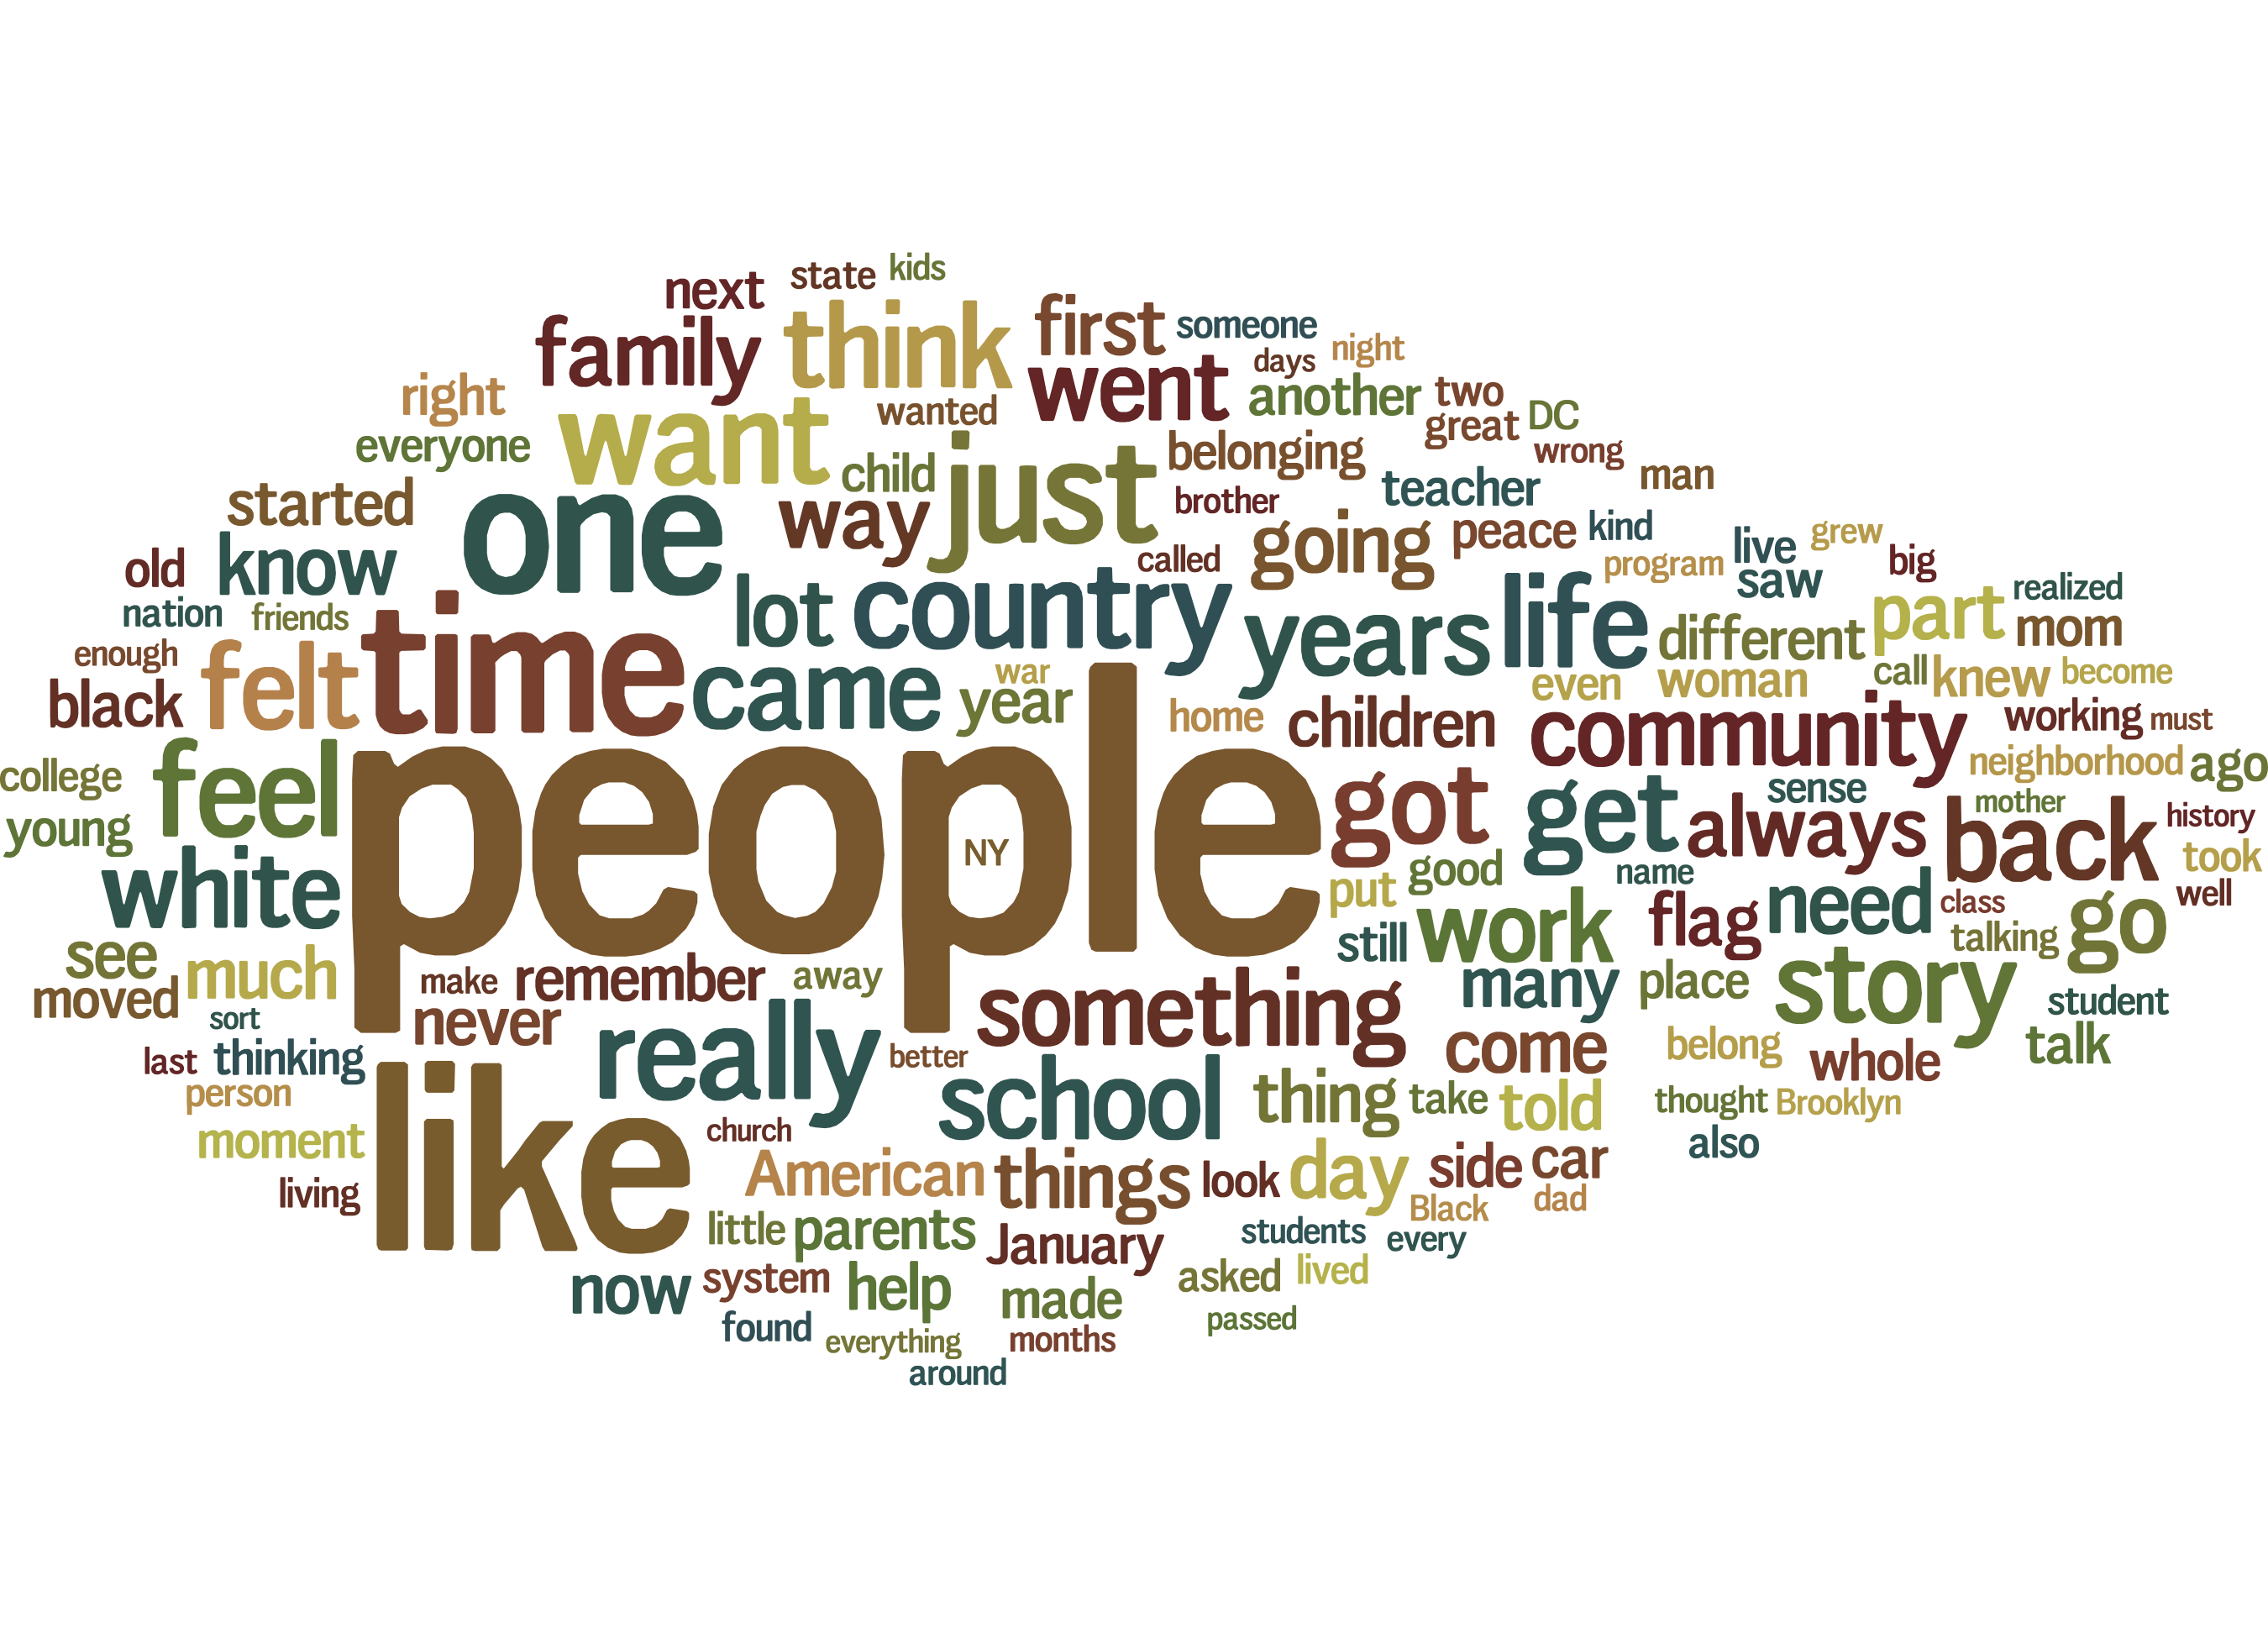 next state kids
family think first someone
days night
right want wanted went another two DC
everyone great wrong
started child just belonging teacher man
one way brother
old know called going peace kind program live grew big
saw realized
nation friends time lot country years life different part mom
enough felt came war year call knew become
black home children even woman community working must
college feel people NY got get sense neighborhood ago
young always back mother history
white put good name need class took well
see much make remember away still work flag talking go
moved never something many place story student
sort
last thinking really better school come belong whole talk
person like thing take told thought Brooklyn
moment church also
living American things look day side car
Black dad
little parents January students every
now system help made asked lived
found everything months passed
around